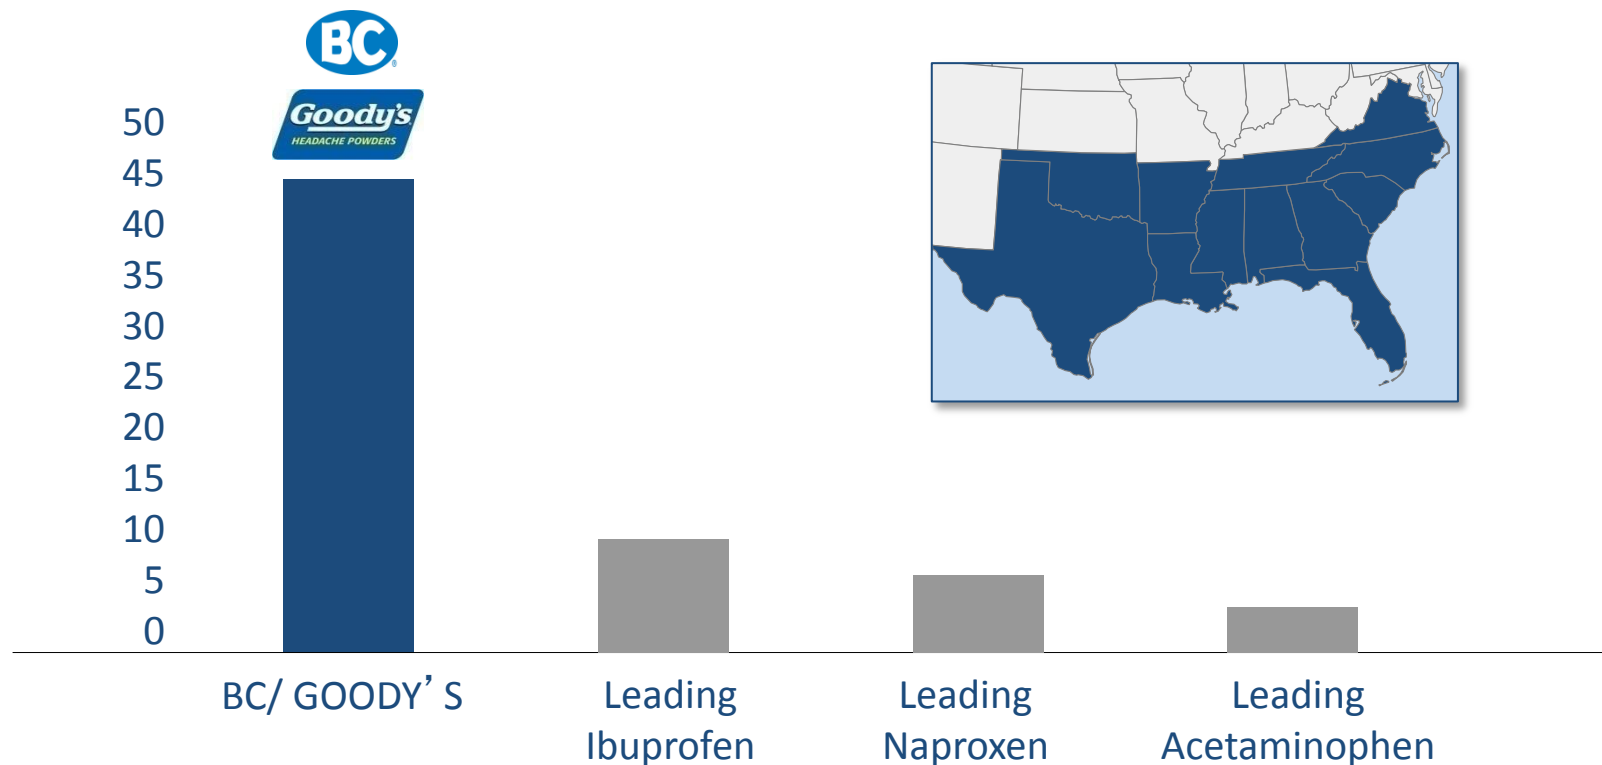 BC
Goody's
HEADACHE POWDERS
50
45
40
35
30
25
20
15
10
5
0
BC/ GOODY’ S
Leading
Ibuprofen
Leading
Naproxen
Leading
Acetaminophen